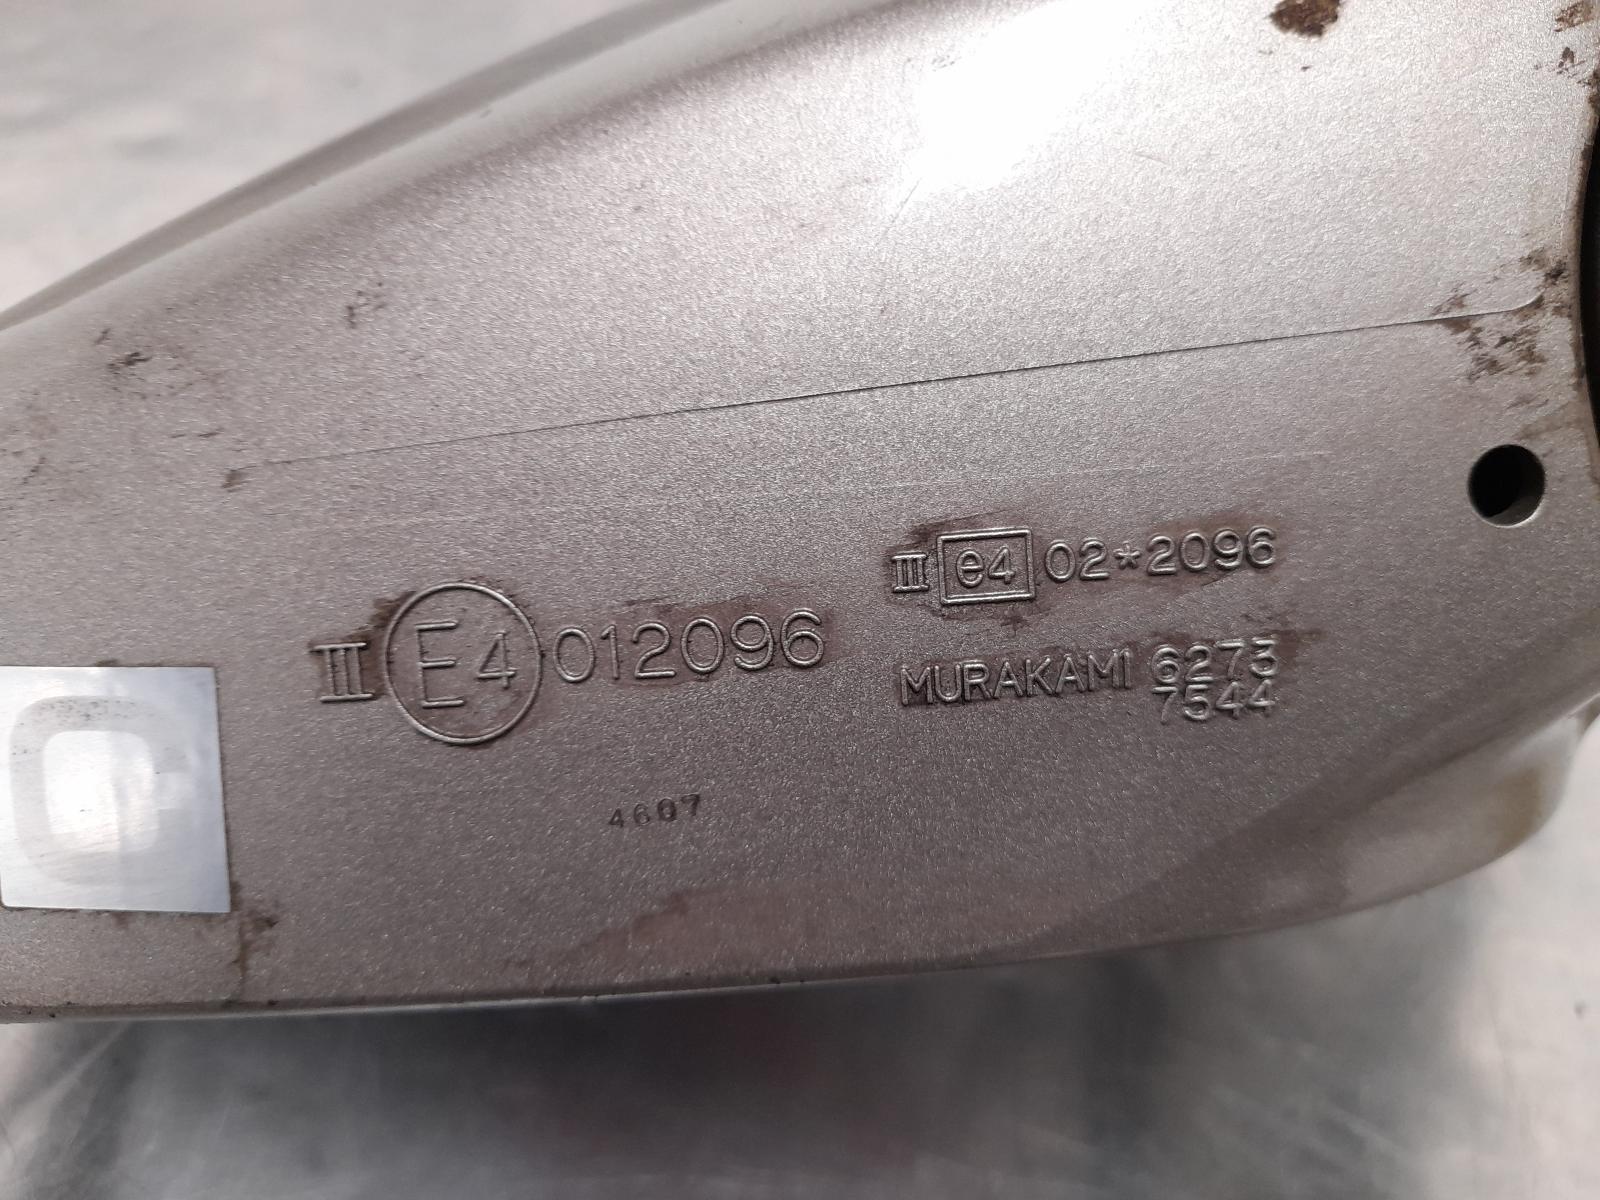 III E4 012096
III e4 02*2096
MURAKAMI 6273
7544
4607